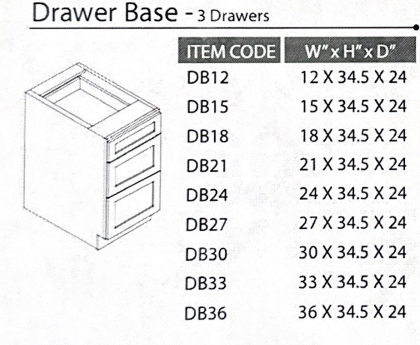 Drawer Base - 3 Drawers
ITEM CODE W” x H” x D”
DB12 12 X 34.5 X 24
DB15 15 X 34.5 X 24
DB18 18 X 34.5 X 24
DB21 21 X 34.5 X 24
DB24 24 X 34.5 X 24
DB27 27 X 34.5 X 24
DB30 30 X 34.5 X 24
DB33 33 X 34.5 X 24
DB36 36 X 34.5 X 24